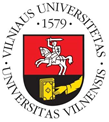 · VILNIAUS UNIVERSITETAS ·
· 1579 ·
UNIVERSITAS VILNENSIS